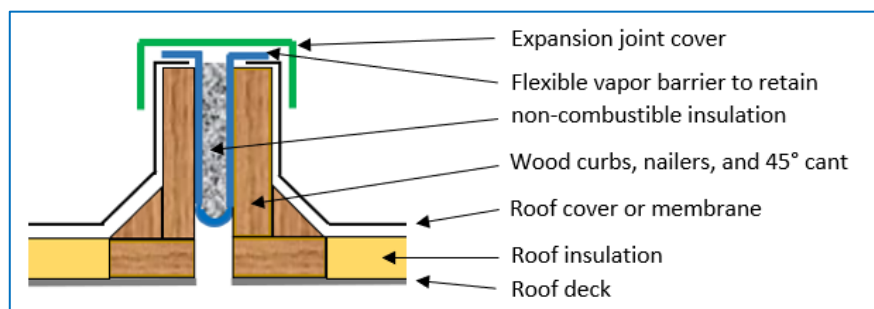 Expansion joint cover
Flexible vapor barrier to retain
non-combustible insulation
Wood curbs, nailers, and 45° cant
Roof cover or membrane
Roof insulation
Roof deck